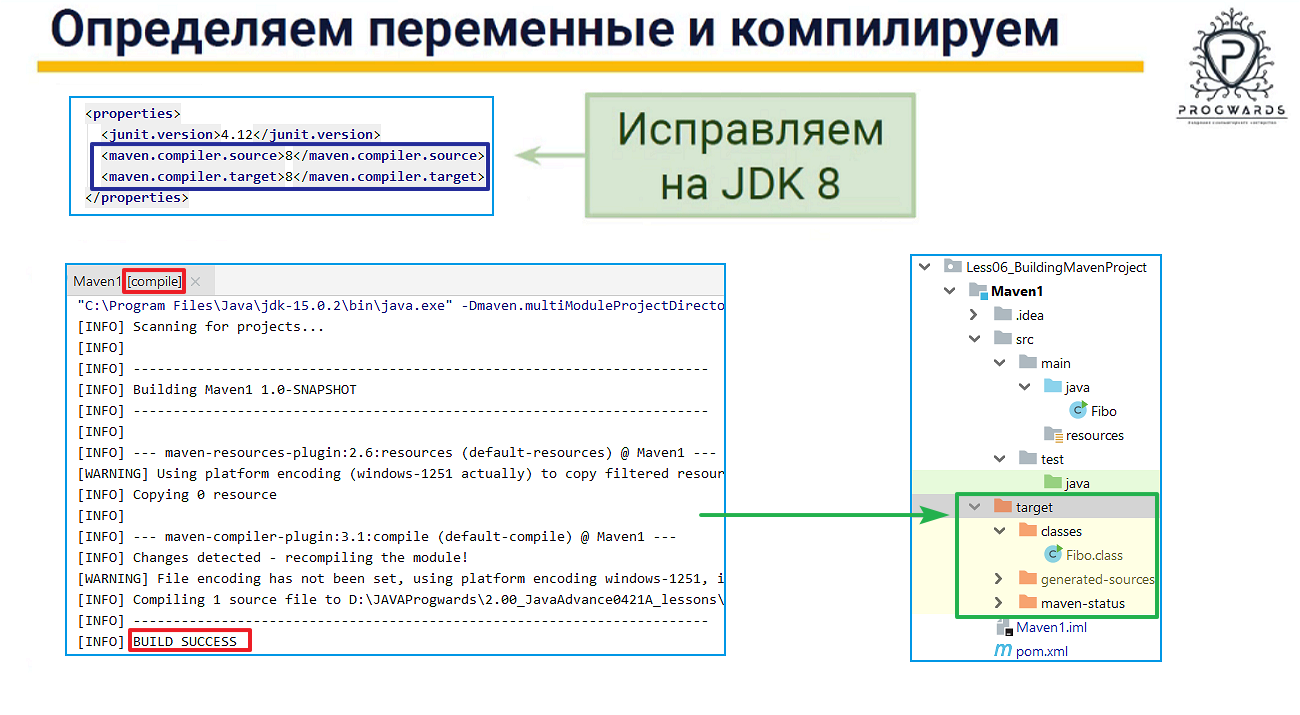 Определяем переменные и компилируем
PROGWARDS
<properties>
<junit.version>4.12</junit.version>
<maven.compiler.source>8</maven.compiler.source>
<maven.compiler.target>8</maven.compiler.target>
</properties>
Исправляем
на JDK 8
Maven1 [compile]
"C:\Program Files\Java\jdk-15.0.2\bin\java.exe" -Dmaven.multiModuleProjectDirecto
[INFO] Scanning for projects...
[INFO]
[INFO] ------------------------------------------------------------------------
[INFO] Building Maven1 1.0-SNAPSHOT
[INFO] ------------------------------------------------------------------------
[INFO]
[INFO] --- maven-resources-plugin:2.6:resources (default-resources) @ Maven1 ---
[WARNING] Using platform encoding (windows-1251 actually) to copy filtered resour
[INFO] Copying 0 resource
[INFO]
[INFO] --- maven-compiler-plugin:3.1:compile (default-compile) @ Maven1 ---
[INFO] Changes detected - recompiling the module!
[WARNING] File encoding has not been set, using platform encoding windows-1251, i
[INFO] Compiling 1 source file to D:\JAVAProgwards\2.00_JavaAdvance0421A_lessons\
[INFO] ------------------------------------------------------------------------
[INFO] BUILD SUCCESS
Less06_BuildingMavenProject
Maven1
.idea
src
main
java
Fibo
resources
test
java
target
classes
Fibo.class
generated-sources
maven-status
Maven1.iml
pom.xml